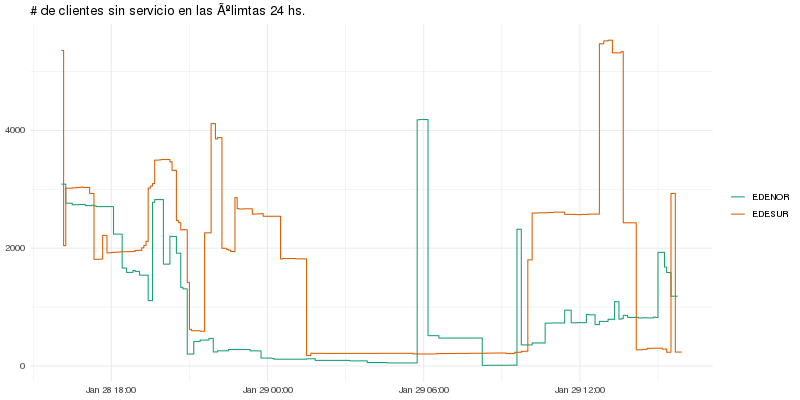 # de clientes sin servicio en las Ãºlimtas 24 hs.
4000
2000
0
Jan 28 18:00
Jan 29 00:00
Jan 29 06:00
Jan 29 12:00
EDENOR
EDESUR